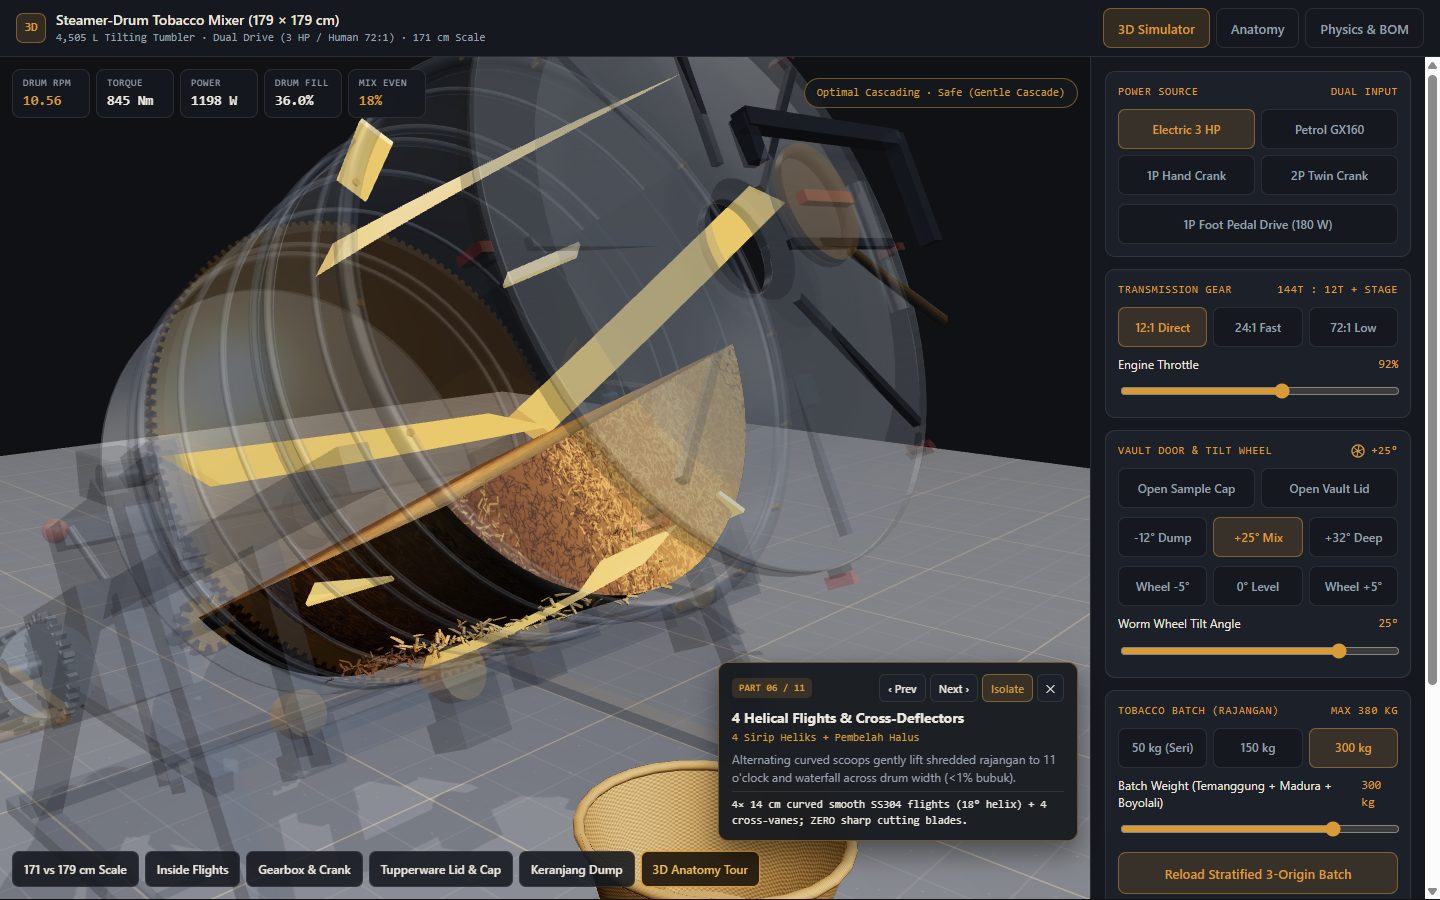 3D
Steamer-Drum Tobacco Mixer (179 × 179 cm)
4,505 L Tilting Tumbler · Dual Drive (3 HP / Human 72:1) · 171 cm Scale
3D Simulator
Anatomy
Physics & BOM
DRUM RPM
10.56
TORQUE
845 Nm
POWER
1198 W
DRUM FILL
36.0%
MIX EVEN
18%
Optimal Cascading · Safe (Gentle Cascade)
POWER SOURCE
DUAL INPUT
Electric 3 HP
Petrol GX160
1P Hand Crank
2P Twin Crank
1P Foot Pedal Drive (180 W)
TRANSMISSION GEAR
144T : 12T + STAGE
12:1 Direct
24:1 Fast
72:1 Low
Engine Throttle
92%
VAULT DOOR & TILT WHEEL
+25°
Open Sample Cap
Open Vault Lid
-12° Dump
+25° Mix
+32° Deep
Wheel -5°
0° Level
Wheel +5°
Worm Wheel Tilt Angle
25°
TOBACCO BATCH (RAJANGAN)
MAX 380 KG
50 kg (Seri)
150 kg
300 kg
Batch Weight (Temanggung + Madura +
Boyolali)
300
kg
Reload Stratified 3-Origin Batch
PART 06 / 11
‹ Prev
Next ›
Isolate
✕
4 Helical Flights & Cross-Deflectors
4 Sirip Heliks + Pembelah Halus
Alternating curved scoops gently lift shredded rajangan to 11
o'clock and waterfall across drum width (<1% bubuk).
4× 14 cm curved smooth SS304 flights (18° helix) + 4
cross-vanes; ZERO sharp cutting blades.
171 vs 179 cm Scale
Inside Flights
Gearbox & Crank
Tupperware Lid & Cap
Keranjang Dump
3D Anatomy Tour